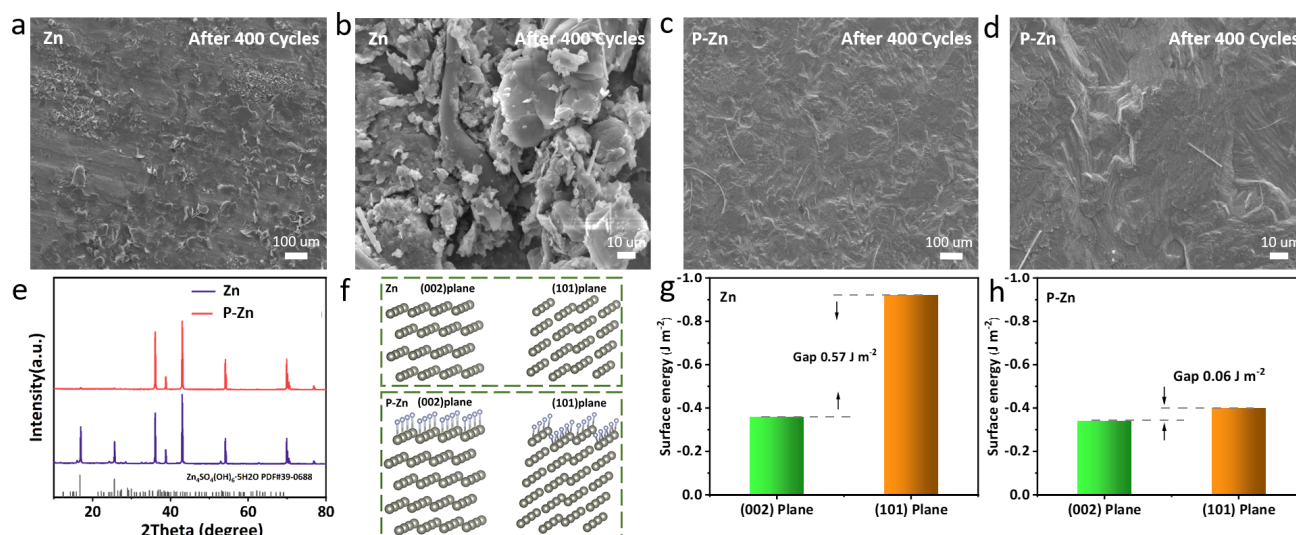 a
Zn
After 400 Cycles
100 um
b
Zn
After 400 Cycles
10 um
c
P-Zn
After 400 Cycles
100 um
d
P-Zn
After 400 Cycles
10 um
e
Zn
P-Zn
Intensity(a.u.)
Zn₄SO₄(OH)₆·5H2O PDF#39-0688
20
40
60
80
2Theta (degree)
f
Zn
(002)plane
(101)plane
P-Zn
(002)plane
(101)plane
g
Zn
Surface energy (J m⁻²)
-1.0
-0.8
-0.6
-0.4
-0.2
0.0
Gap 0.57 J m⁻²
(002) Plane
(101) Plane
h
P-Zn
Surface energy (J m⁻²)
-1.0
-0.8
-0.6
-0.4
-0.2
0.0
Gap 0.06 J m⁻²
(002) Plane
(101) Plane